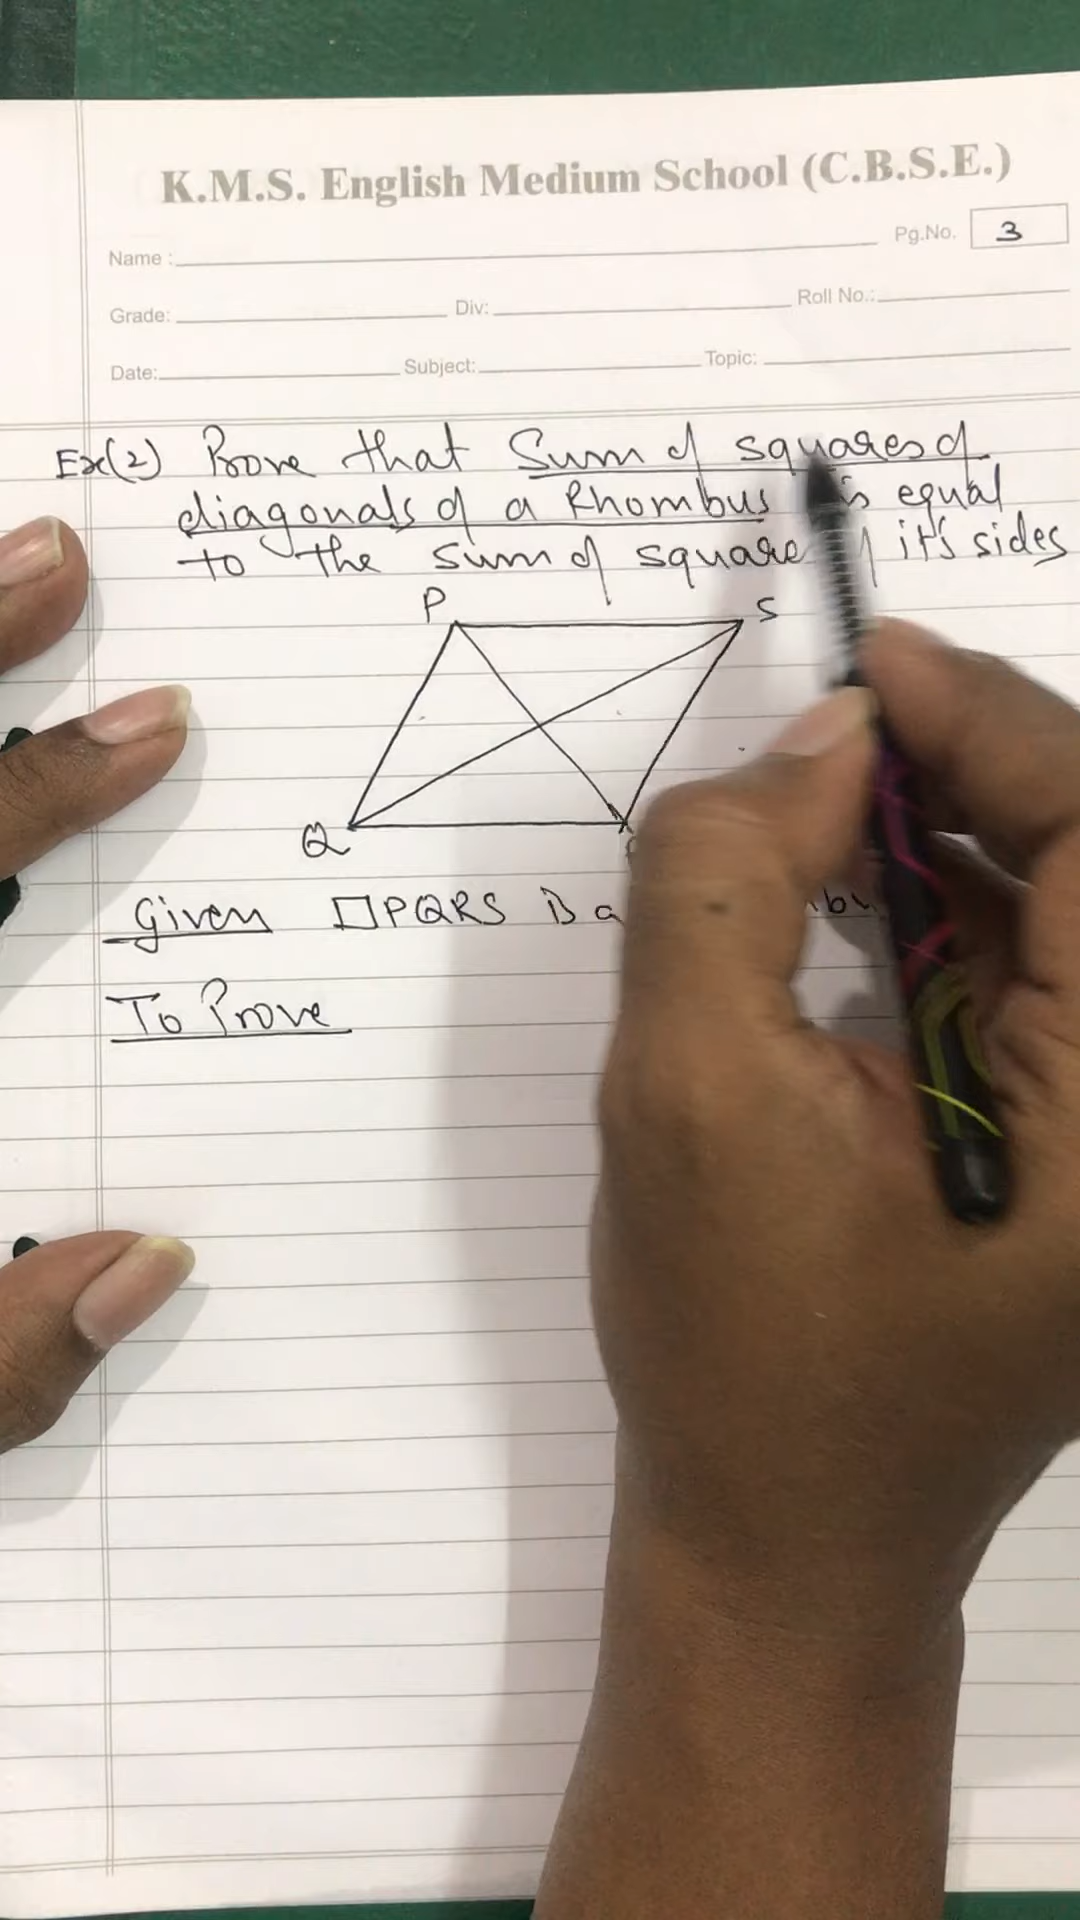 K.M.S. English Medium School (C.B.S.E.)
Pg.No. 3
Name :
Grade: Div: Roll No.:
Date: Subject: Topic:
Ex(2) Prove that Sum of squares of
diagonals of a Rhombus is equal
to the sum of square it's sides
P S
Q
Given □PQRS is a
To Prove